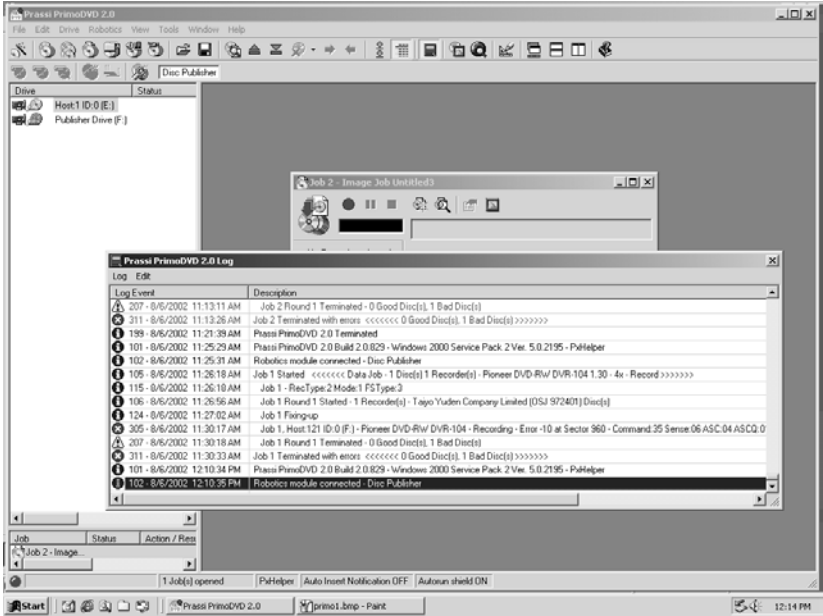 Prassi PrimoDVD 2.0
File Edit Drive Robotics View Tools Window Help
Disc Publisher
Drive Status
Host:1 ID:0 (E:)
Publisher Drive (F:)
Job 2 - Image Job Untitled3
Prassi PrimoDVD 2.0 Log
Log Edit
Log Event Description
207 - 8/6/2002 11:13:11 AM Job 2 Round 1 Terminated - 0 Good Disc(s), 1 Bad Disc(s)
311 - 8/6/2002 11:13:26 AM Job 2 Terminated with errors <<<<<<< 0 Good Disc(s), 1 Bad Disc(s) >>>>>>>
199 - 8/6/2002 11:21:39 AM Prassi PrimoDVD 2.0 Terminated
101 - 8/6/2002 11:25:29 AM Prassi PrimoDVD 2.0 Build 2.0.829 - Windows 2000 Service Pack 2 Ver. 5.0.2195 - PxHelper
102 - 8/6/2002 11:25:31 AM Robotics module connected - Disc Publisher
105 - 8/6/2002 11:26:18 AM Job 1 Started <<<<<<< Data Job - 1 Disc(s) 1 Recorder(s) - Pioneer DVD-RW DVR-104 1.30 - 4x - Record >>>>>>>
115 - 8/6/2002 11:26:18 AM Job 1 - RecType:2 Mode:1 FSType:3
106 - 8/6/2002 11:26:56 AM Job 1 Round 1 Started - 1 Recorder(s) - Taiyo Yuden Company Limited (OSJ 972401) Disc(s)
124 - 8/6/2002 11:27:02 AM Job 1 Fixing-up
305 - 8/6/2002 11:30:17 AM Job 1, Host:121 ID:0 (F:) - Pioneer DVD-RW DVR-104 - Recording - Error -10 at Sector 960 - Command:35 Sense:06 ASC:04 ASCQ:0
207 - 8/6/2002 11:30:18 AM Job 1 Round 1 Terminated - 0 Good Disc(s), 1 Bad Disc(s)
311 - 8/6/2002 11:30:33 AM Job 1 Terminated with errors <<<<<<< 0 Good Disc(s), 1 Bad Disc(s) >>>>>>>
101 - 8/6/2002 12:10:34 PM Prassi PrimoDVD 2.0 Build 2.0.829 - Windows 2000 Service Pack 2 Ver. 5.0.2195 - PxHelper
102 - 8/6/2002 12:10:35 PM Robotics module connected - Disc Publisher
Job Status Action / Resu
Job 2 - Image...
1 Job(s) opened PxHelper Auto Insert Notification OFF Autorun shield ON
Start Prassi PrimoDVD 2.0 primo1.bmp - Paint 12:14 PM